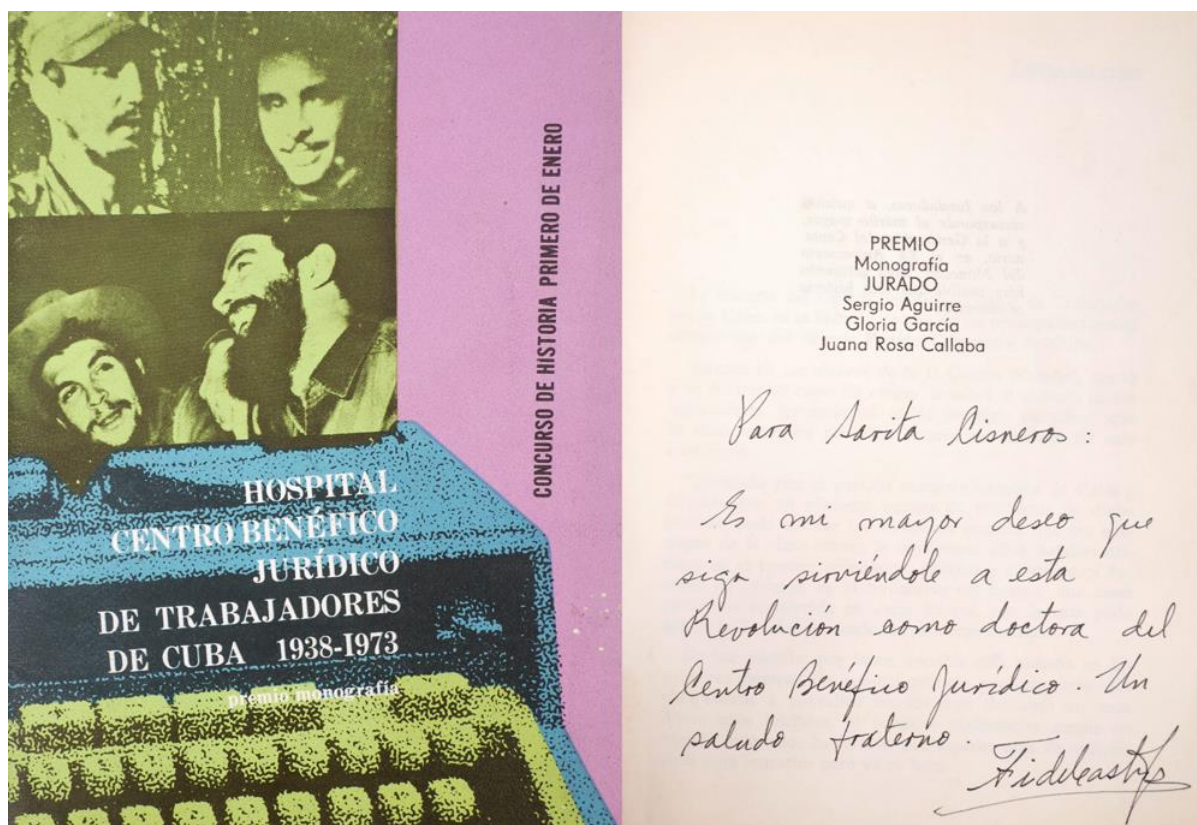 CONCURSO DE HISTORIA PRIMERO DE ENERO
HOSPITAL
CENTRO BENÉFICO
JURÍDICO
DE TRABAJADORES
DE CUBA 1938-1973
premio monografía
PREMIO
Monografía
JURADO
Sergio Aguirre
Gloria García
Juana Rosa Callaba
Para Sarita Cisneros :
Es mi mayor deseo que
siga sirviéndole a esta
Revolución como doctora del
Centro Benéfico Jurídico. Un
saludo fraterno.
Fidel Castro